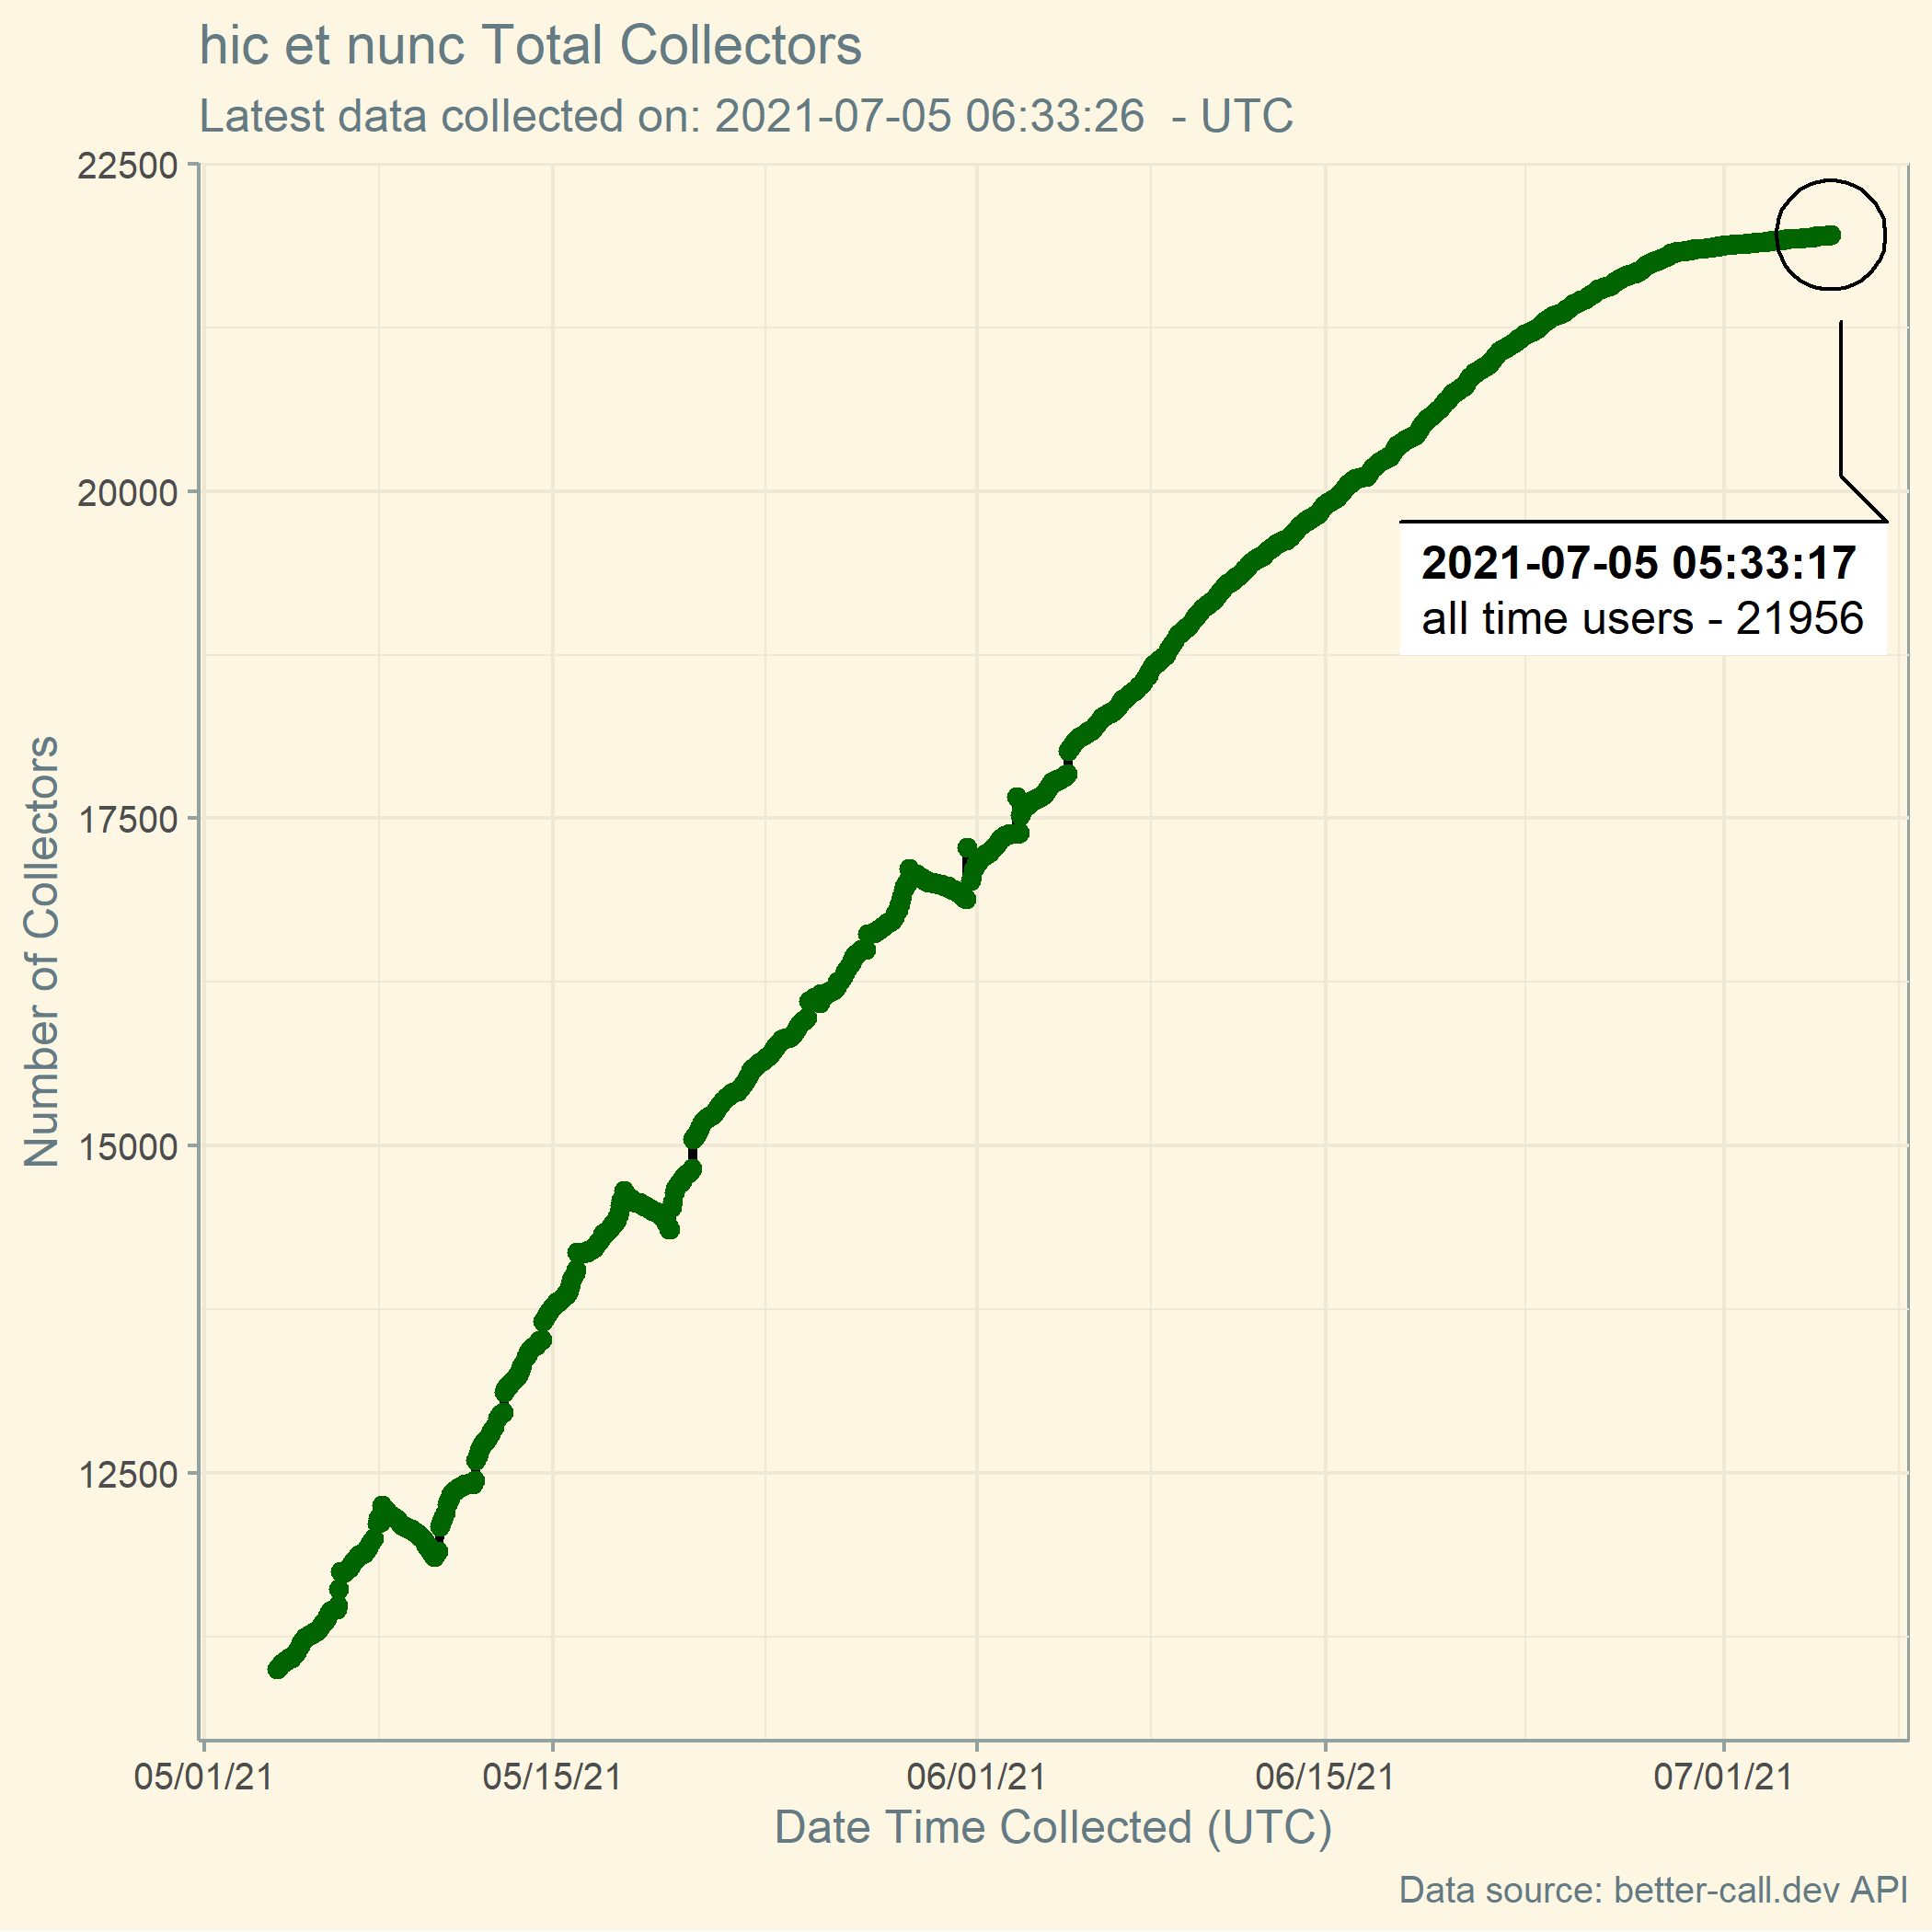 hic et nunc Total Collectors
Latest data collected on: 2021-07-05 06:33:26 - UTC
22500
20000
17500
15000
12500
Number of Collectors
2021-07-05 05:33:17
all time users - 21956
05/01/21 05/15/21 06/01/21 06/15/21 07/01/21
Date Time Collected (UTC)
Data source: better-call.dev API